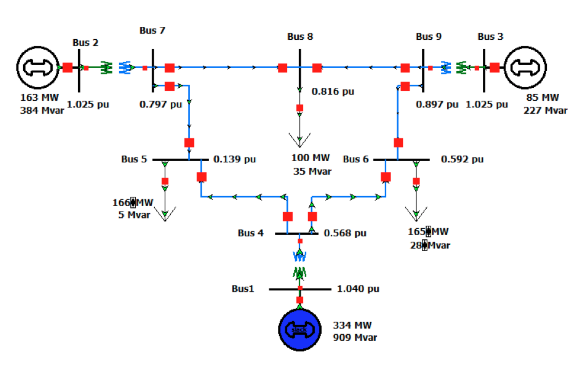 Bus 2
Bus 7
Bus 8
Bus 9
Bus 3
163 MW
384 Mvar
1.025 pu
0.797 pu
0.816 pu
0.897 pu
1.025 pu
85 MW
227 Mvar
Bus 5
0.139 pu
100 MW
35 Mvar
Bus 6
0.592 pu
166 MW
5 Mvar
Bus 4
0.568 pu
165 MW
28 Mvar
Bus1
1.040 pu
334 MW
909 Mvar